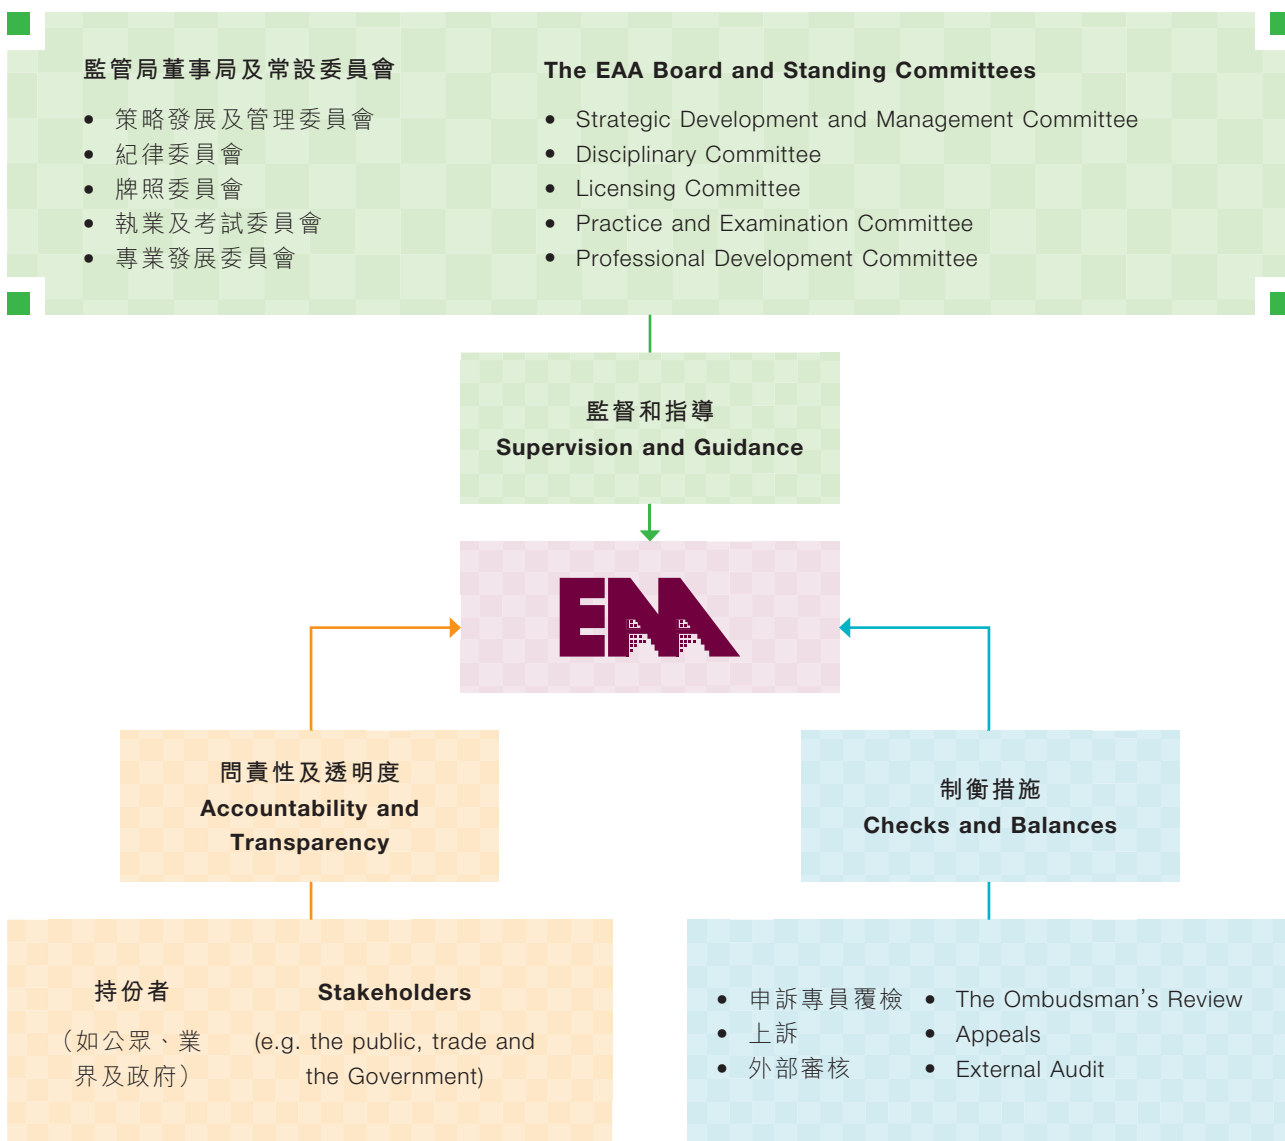 監管局董事局及常設委員會
• 策略發展及管理委員會
• 紀律委員會
• 牌照委員會
• 執業及考試委員會
• 專業發展委員會
The EAA Board and Standing Committees
• Strategic Development and Management Committee
• Disciplinary Committee
• Licensing Committee
• Practice and Examination Committee
• Professional Development Committee
監督和指導
Supervision and Guidance
EAA
問責性及透明度
Accountability and
Transparency
制衡措施
Checks and Balances
持份者
（如公眾、業
界及政府）
Stakeholders
(e.g. the public, trade and
the Government)
• 申訴專員覆檢
• 上訴
• 外部審核
• The Ombudsman’s Review
• Appeals
• External Audit